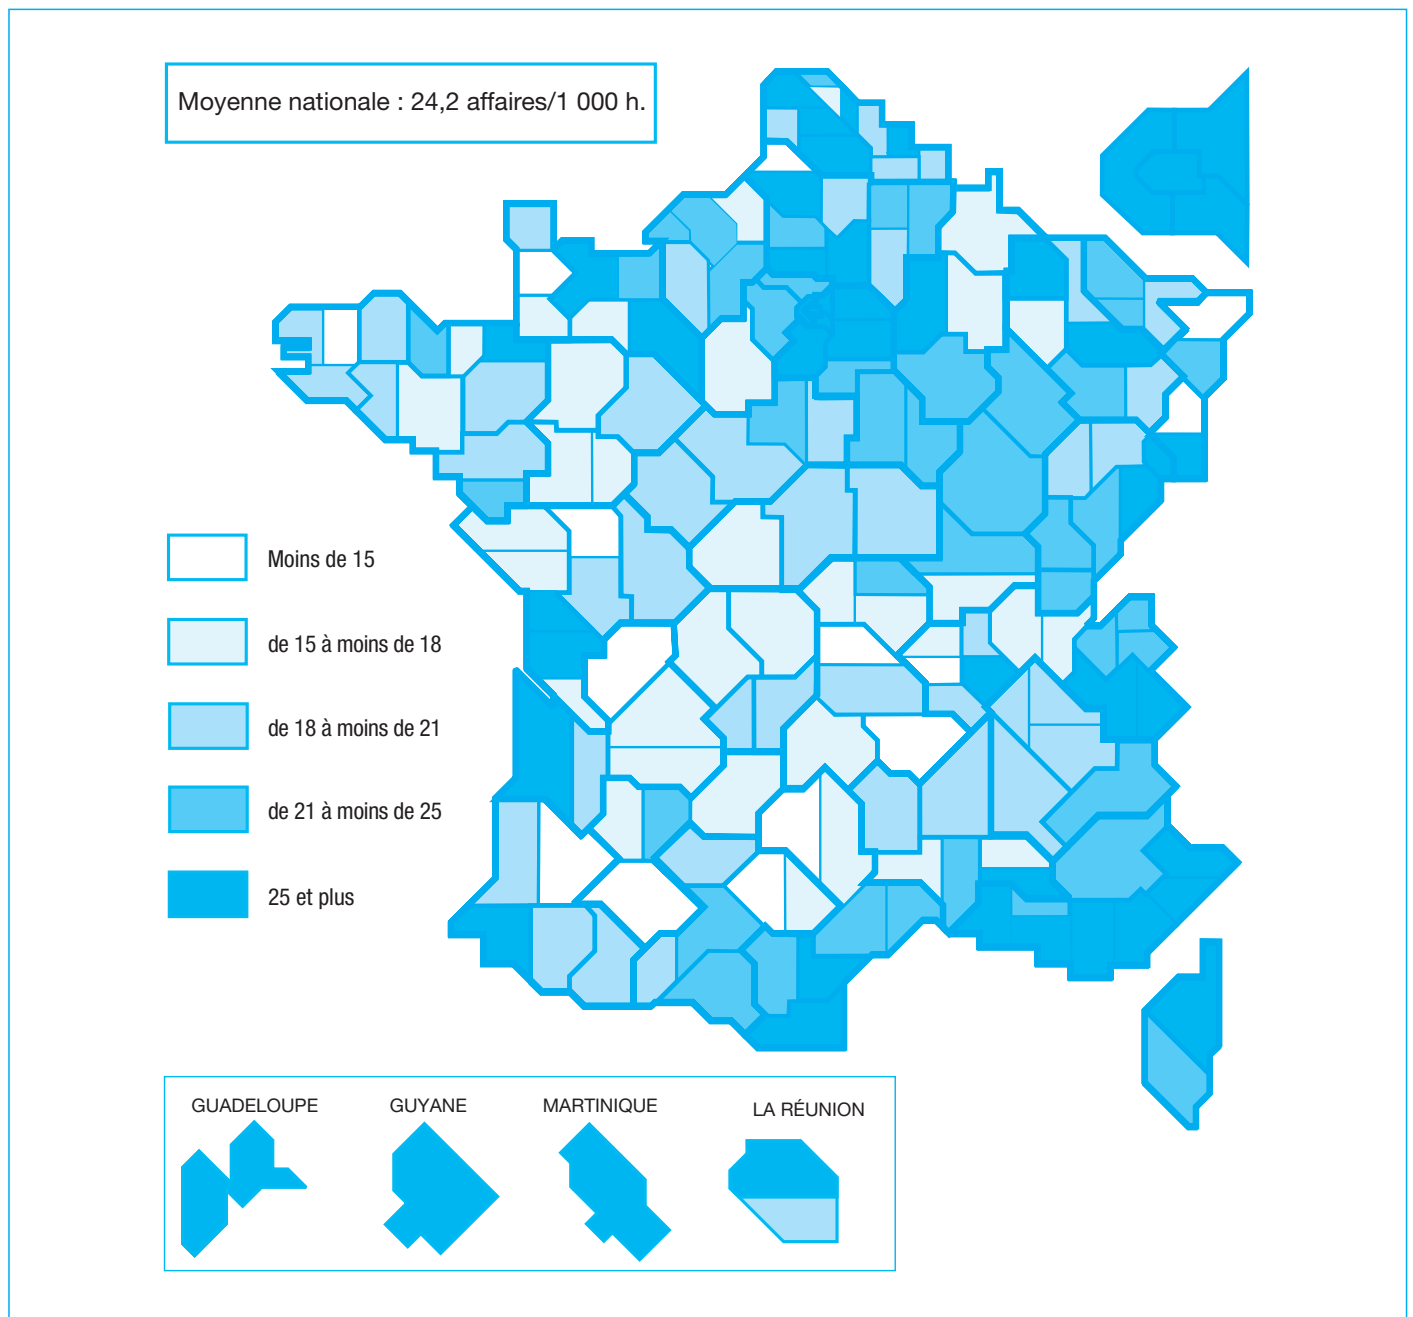 Moyenne nationale : 24,2 affaires/1 000 h.
Moins de 15
de 15 à moins de 18
de 18 à moins de 21
de 21 à moins de 25
25 et plus
GUADELOUPE
GUYANE
MARTINIQUE
LA RÉUNION